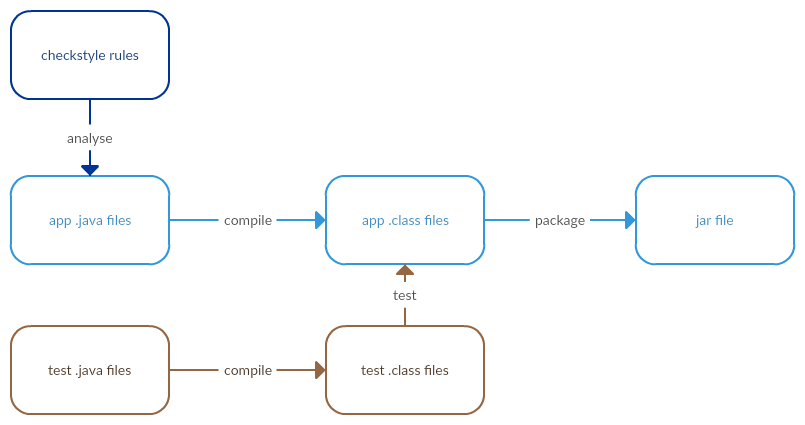 checkstyle rules
analyse
app .java files
compile
app .class files
package
jar file
test
test .java files
compile
test .class files